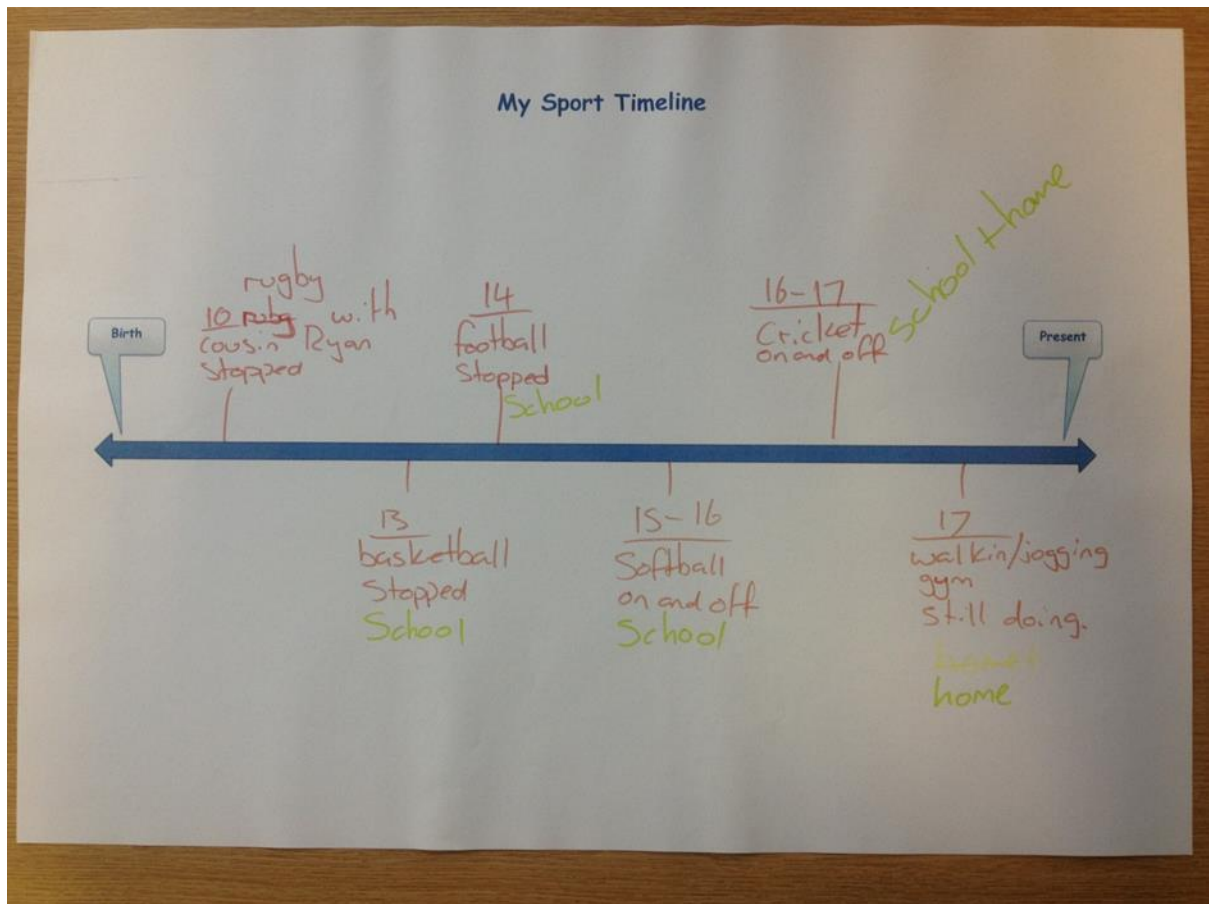 My Sport Timeline
Birth
rugby
10 ruby with
cousin Ryan
Stopped
14
football
Stopped
School
16-17
Cricket
on and off
school + home
Present
13
basketball
Stopped
School
15-16
Softball
on and off
School
17
walkin/jogging
gym
still doing.
home